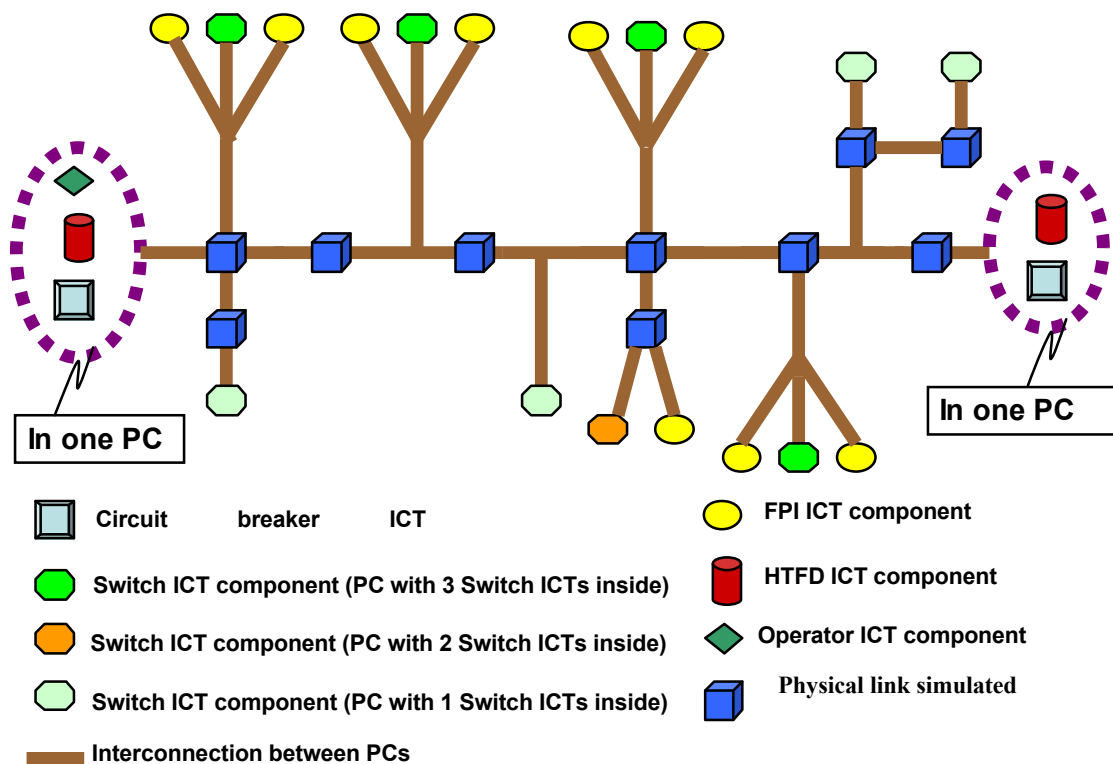 In one PC
In one PC
Circuit breaker ICT
Switch ICT component (PC with 3 Switch ICTs inside)
Switch ICT component (PC with 2 Switch ICTs inside)
Switch ICT component (PC with 1 Switch ICTs inside)
Interconnection between PCs
FPI ICT component
HTFD ICT component
Operator ICT component
Physical link simulated